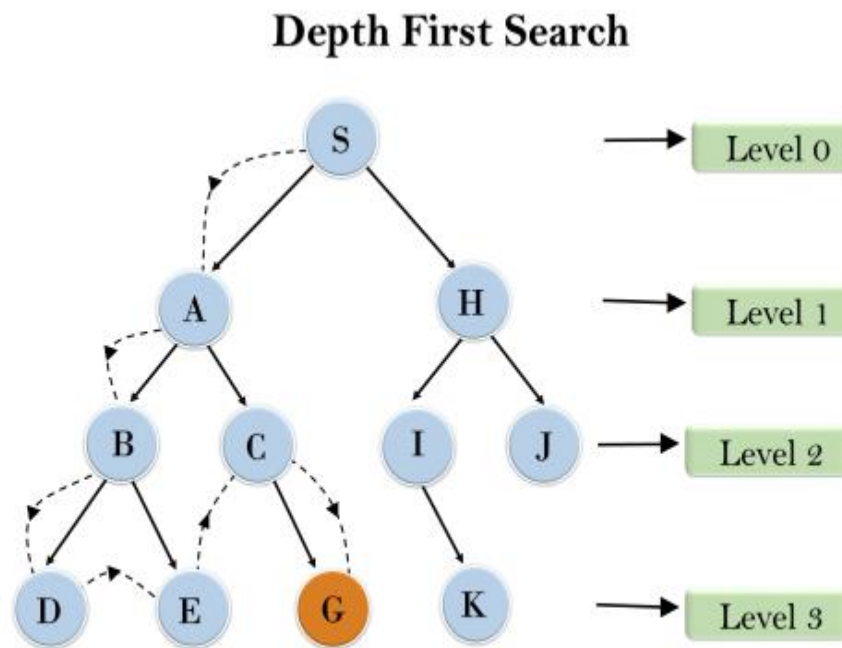 Depth First Search
S
Level 0
A
H
Level 1
B
C
I
J
Level 2
D
E
G
K
Level 3